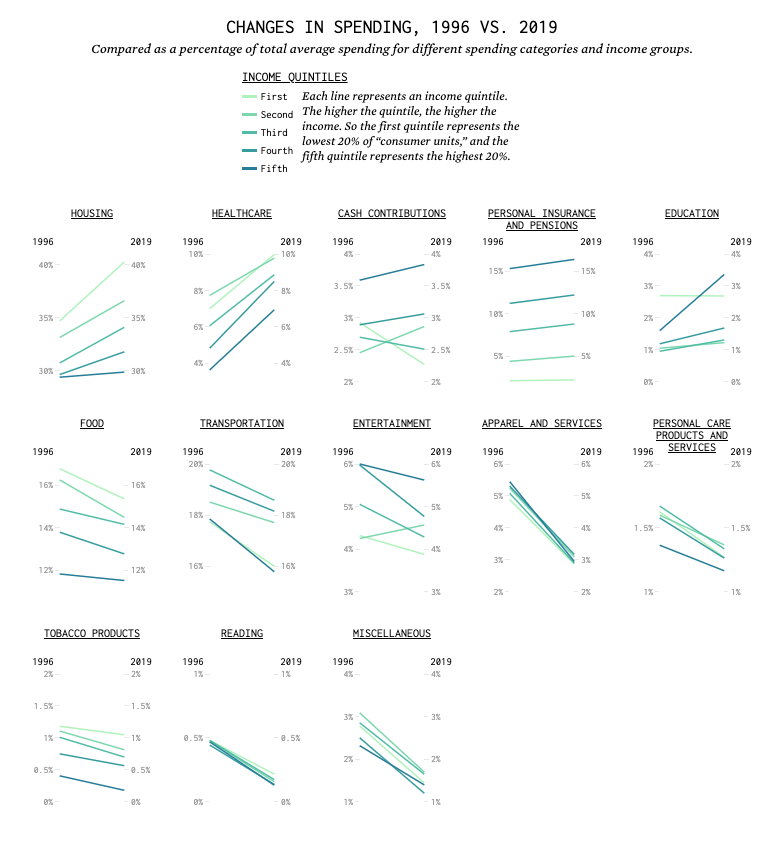 CHANGES IN SPENDING, 1996 VS. 2019
Compared as a percentage of total average spending for different spending categories and income groups.
INCOME QUINTILES
First
Second
Third
Fourth
Fifth
Each line represents an income quintile.
The higher the quintile, the higher the
income. So the first quintile represents the
lowest 20% of “consumer units,” and the
fifth quintile represents the highest 20%.
HOUSING
1996 2019
40% 40%
35% 35%
30% 30%
HEALTHCARE
1996 2019
10% 10%
8% 8%
6% 6%
4% 4%
CASH CONTRIBUTIONS
1996 2019
4% 4%
3.5% 3.5%
3% 3%
2.5% 2.5%
2% 2%
PERSONAL INSURANCE
AND PENSIONS
1996 2019
15% 15%
10% 10%
5% 5%
EDUCATION
1996 2019
4% 4%
3% 3%
2% 2%
1% 1%
0% 0%
FOOD
1996 2019
16% 16%
14% 14%
12% 12%
TRANSPORTATION
1996 2019
20% 20%
18% 18%
16% 16%
ENTERTAINMENT
1996 2019
6% 6%
5% 5%
4% 4%
3% 3%
APPAREL AND SERVICES
1996 2019
6% 6%
5% 5%
4% 4%
3% 3%
2% 2%
PERSONAL CARE
PRODUCTS AND
SERVICES
1996 2019
2% 2%
1.5% 1.5%
1% 1%
TOBACCO PRODUCTS
1996 2019
2% 2%
1.5% 1.5%
1% 1%
0.5% 0.5%
0% 0%
READING
1996 2019
1% 1%
0.5% 0.5%
0% 0%
MISCELLANEOUS
1996 2019
4% 4%
3% 3%
2% 2%
1% 1%